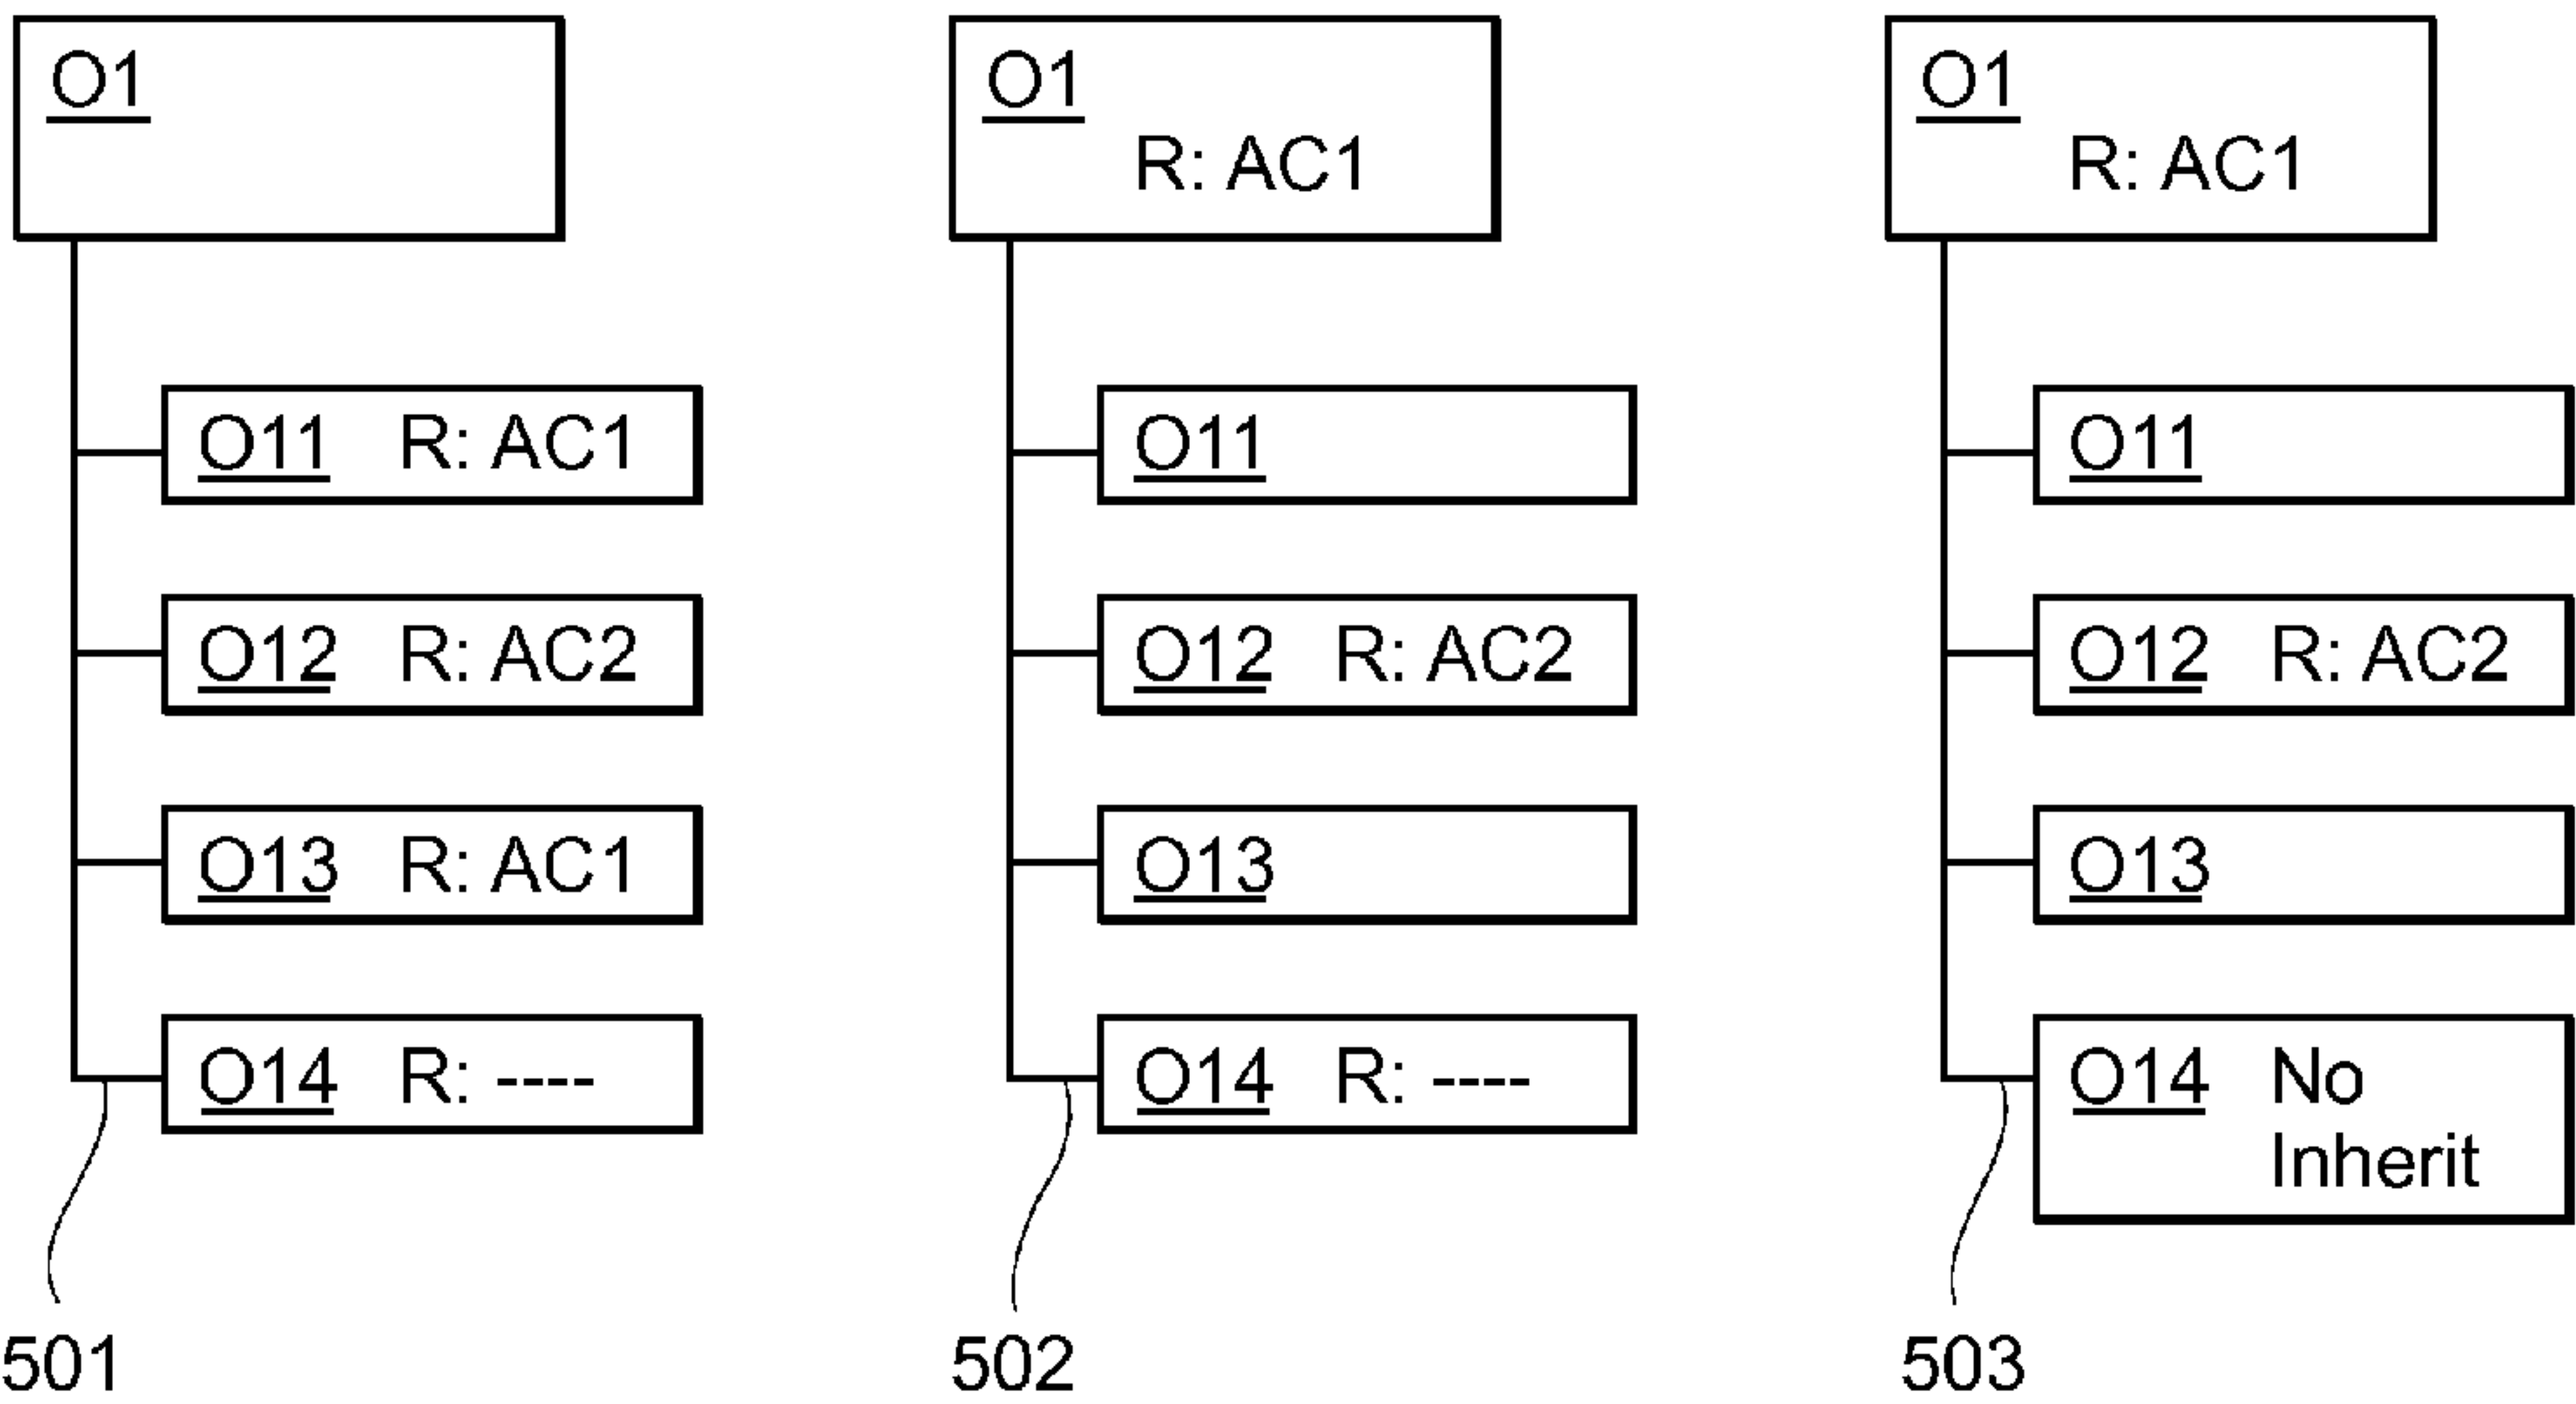 O1
O11 R: AC1
O12 R: AC2
O13 R: AC1
O14 R: ----
501
O1
R: AC1
O11
O12 R: AC2
O13
O14 R: ----
502
O1
R: AC1
O11
O12 R: AC2
O13
O14 No
Inherit
503